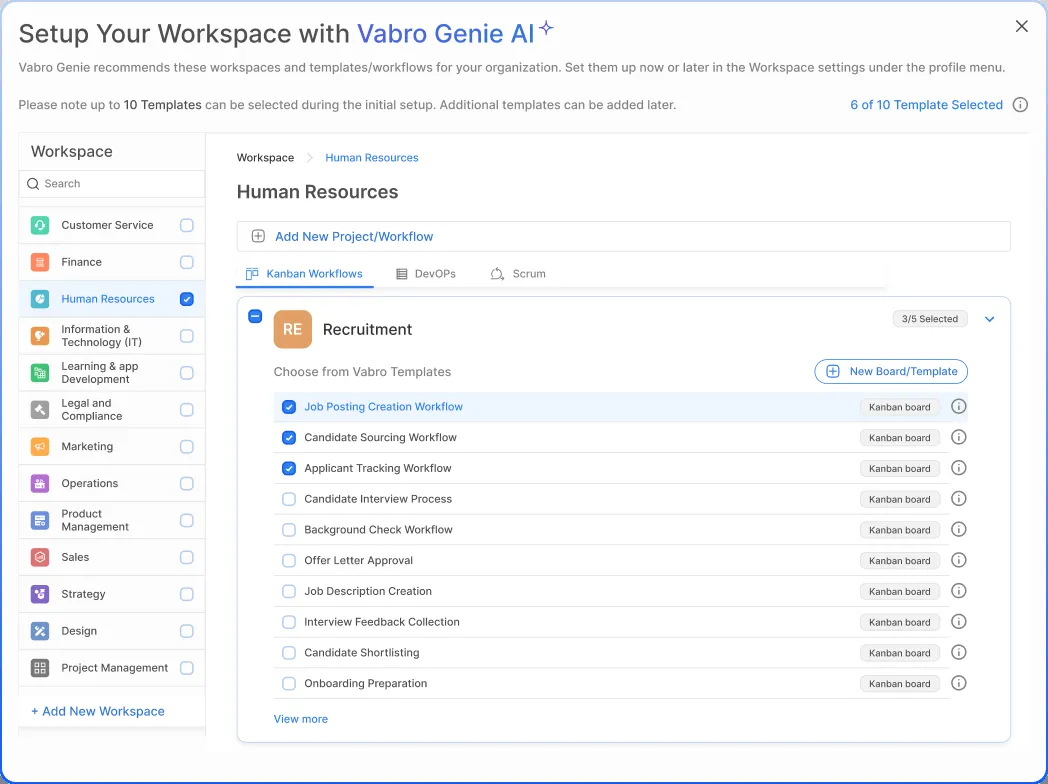 Setup Your Workspace with Vabro Genie AI
Vabro Genie recommends these workspaces and templates/workflows for your organization. Set them up now or later in the Workspace settings under the profile menu.
Please note up to 10 Templates can be selected during the initial setup. Additional templates can be added later.
6 of 10 Template Selected
Workspace
Search
Customer Service
Finance
Human Resources
Information &
Technology (IT)
Learning & app
Development
Legal and
Compliance
Marketing
Operations
Product
Management
Sales
Strategy
Design
Project Management
+ Add New Workspace
Workspace
Human Resources
Human Resources
Add New Project/Workflow
Kanban Workflows
DevOPs
Scrum
RE
Recruitment
3/5 Selected
Choose from Vabro Templates
New Board/Template
Job Posting Creation Workflow Kanban board
Candidate Sourcing Workflow Kanban board
Applicant Tracking Workflow Kanban board
Candidate Interview Process Kanban board
Background Check Workflow Kanban board
Offer Letter Approval Kanban board
Job Description Creation Kanban board
Interview Feedback Collection Kanban board
Candidate Shortlisting Kanban board
Onboarding Preparation Kanban board
View more